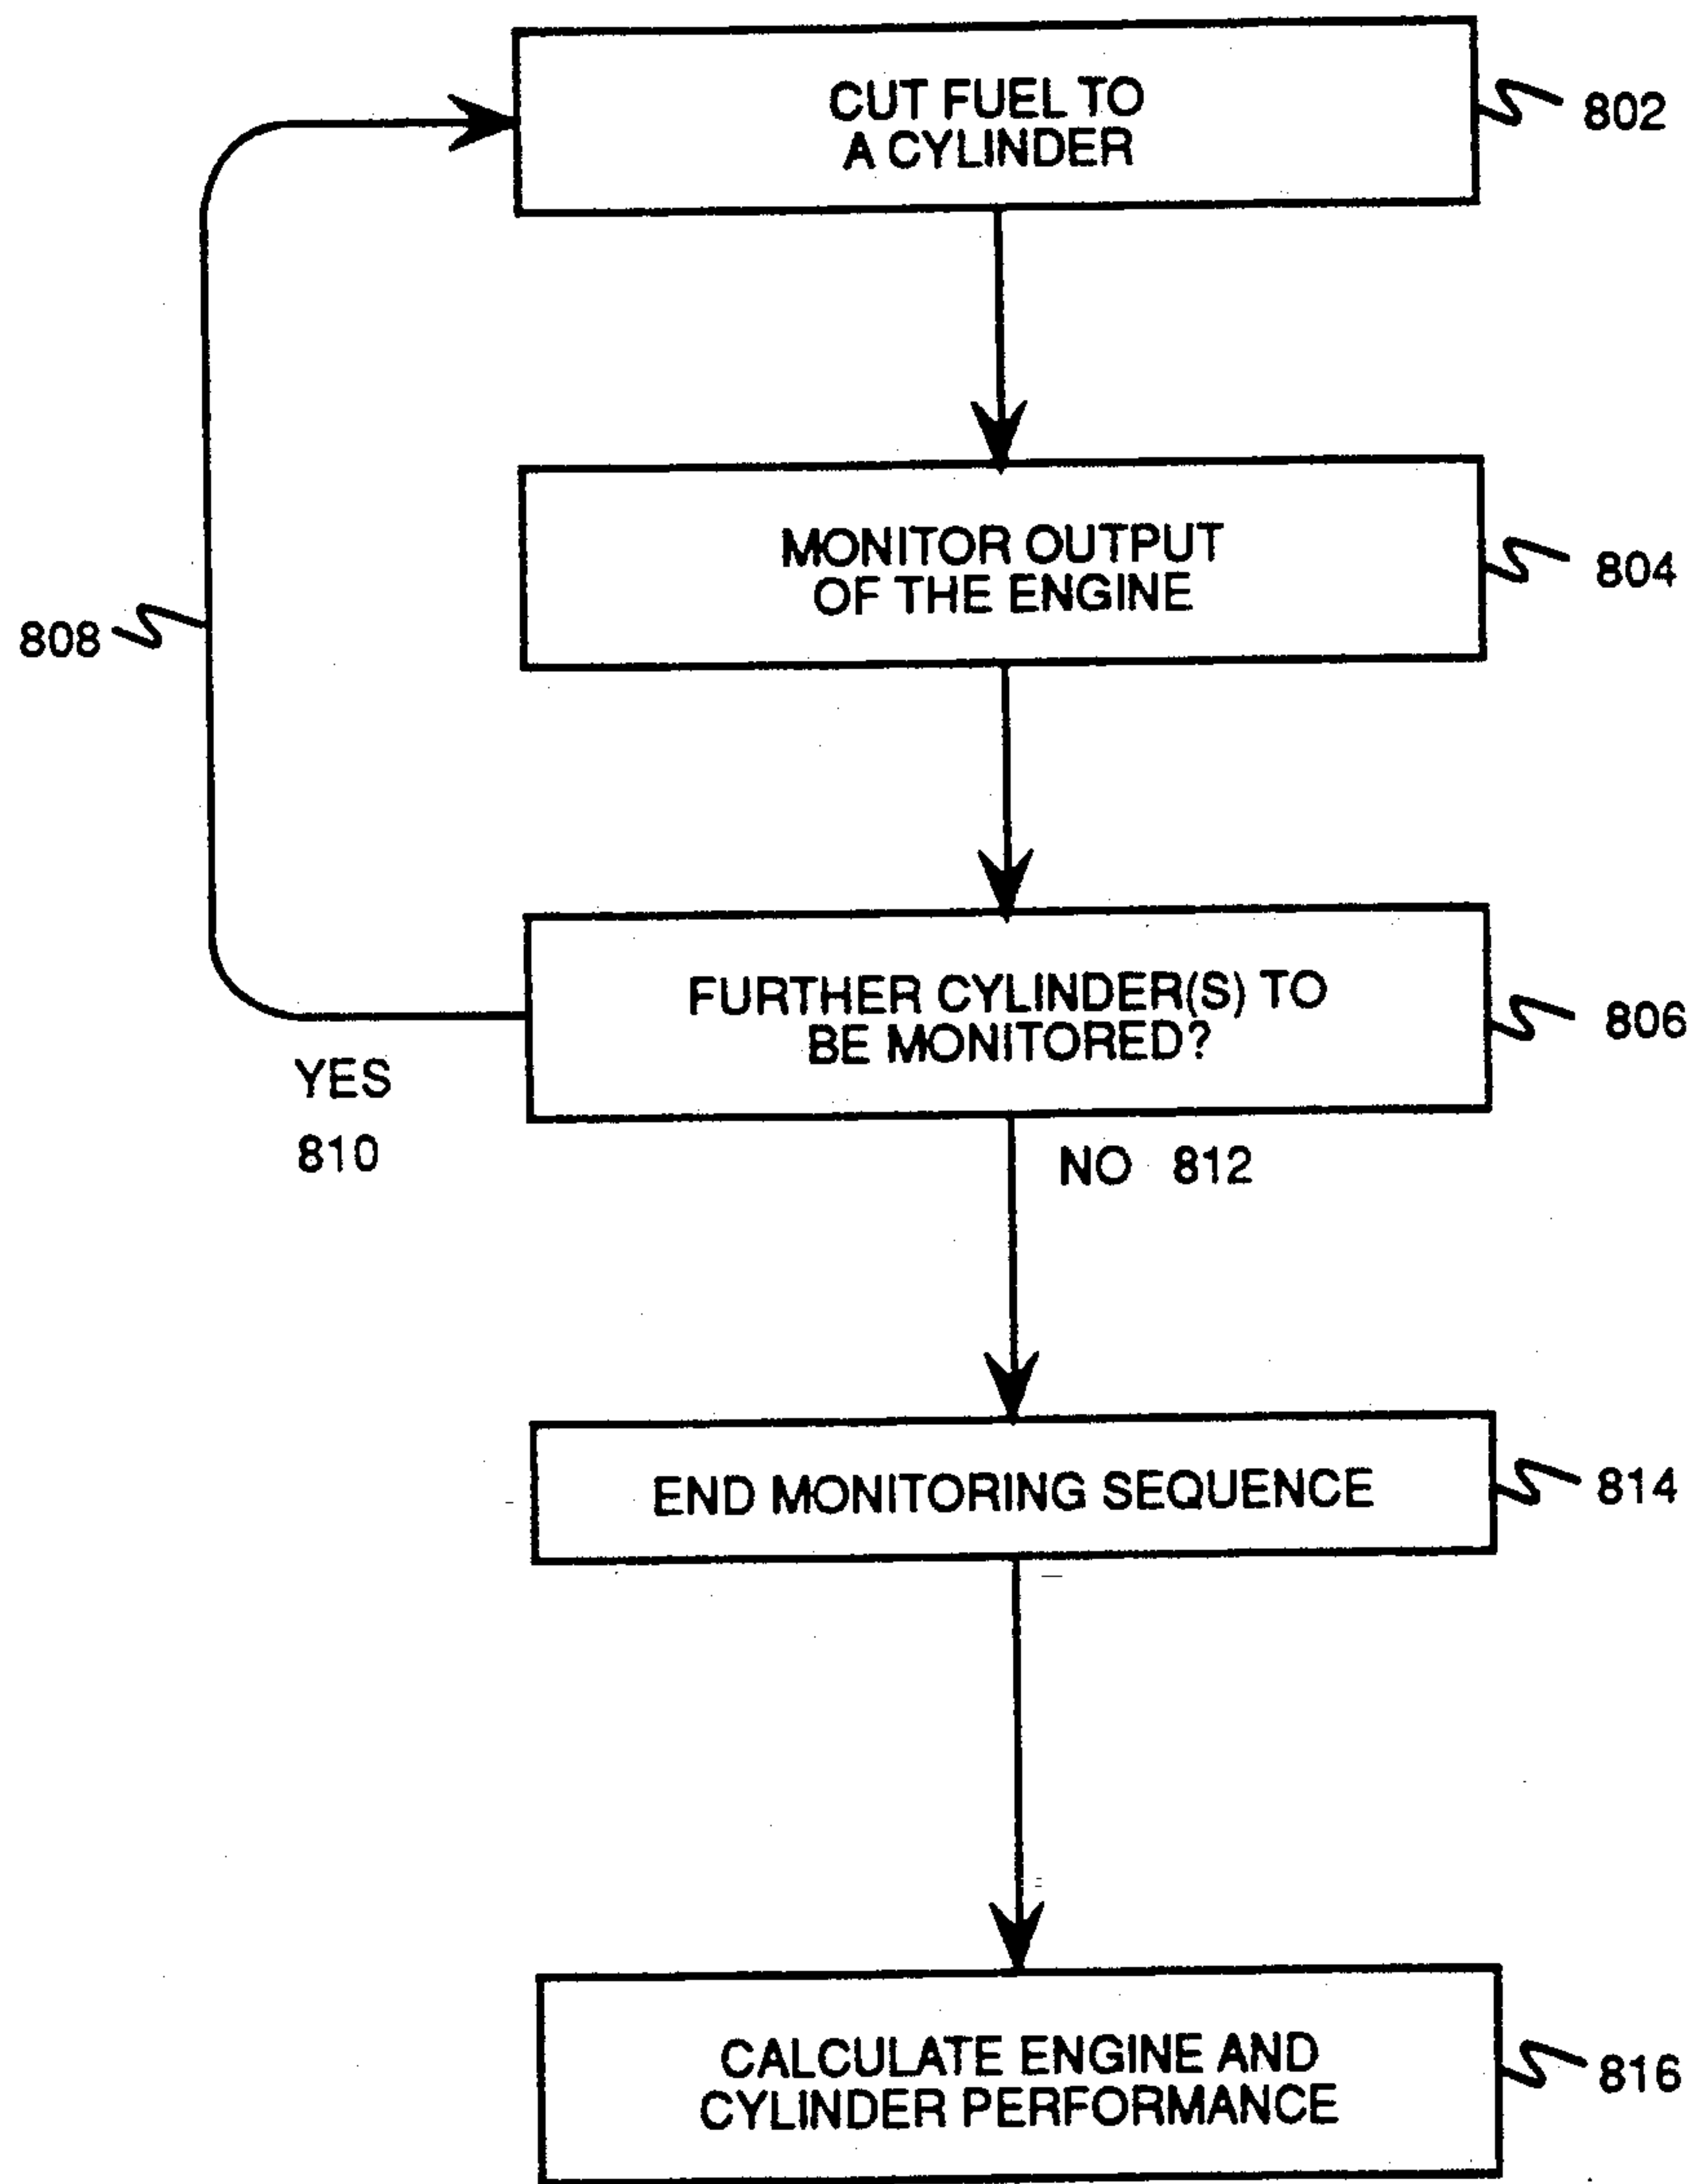 CUT FUEL TO
A CYLINDER
802
MONITOR OUTPUT
OF THE ENGINE
804
808
FURTHER CYLINDER(S) TO
BE MONITORED?
806
YES
810
NO 812
END MONITORING SEQUENCE
814
CALCULATE ENGINE AND
CYLINDER PERFORMANCE
816